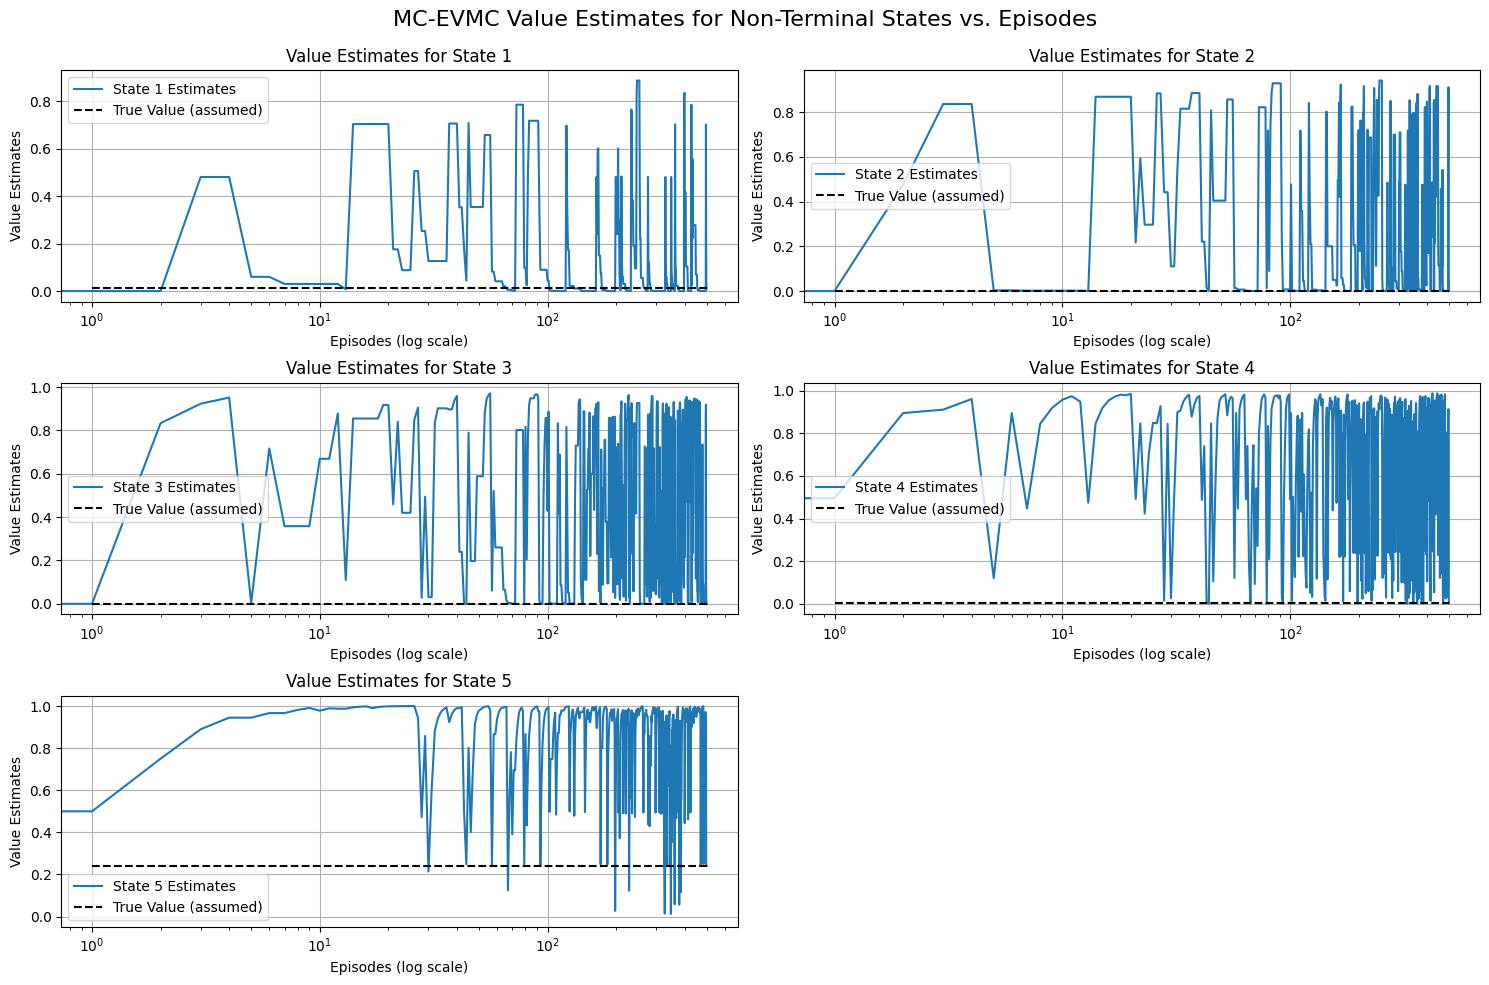 MC-EVMC Value Estimates for Non-Terminal States vs. Episodes
Value Estimates for State 1
Value Estimates
0.8
0.6
0.4
0.2
0.0
State 1 Estimates
True Value (assumed)
10^0
10^1
10^2
Episodes (log scale)
Value Estimates for State 2
Value Estimates
0.8
0.6
0.4
0.2
0.0
State 2 Estimates
True Value (assumed)
10^0
10^1
10^2
Episodes (log scale)
Value Estimates for State 3
Value Estimates
1.0
0.8
0.6
0.4
0.2
0.0
State 3 Estimates
True Value (assumed)
10^0
10^1
10^2
Episodes (log scale)
Value Estimates for State 4
Value Estimates
1.0
0.8
0.6
0.4
0.2
0.0
State 4 Estimates
True Value (assumed)
10^0
10^1
10^2
Episodes (log scale)
Value Estimates for State 5
Value Estimates
1.0
0.8
0.6
0.4
0.2
0.0
State 5 Estimates
True Value (assumed)
10^0
10^1
10^2
Episodes (log scale)